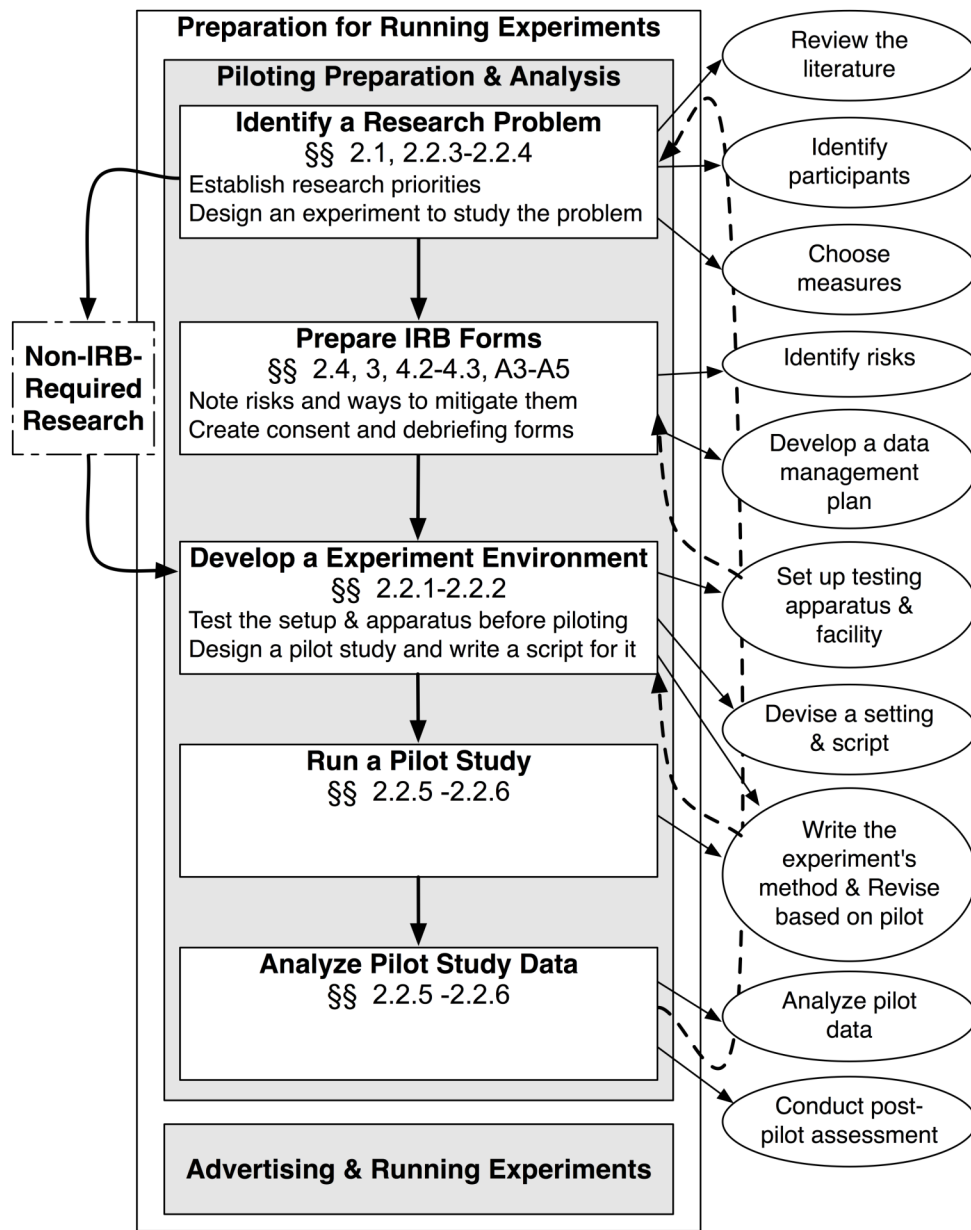 Preparation for Running Experiments
Piloting Preparation & Analysis
Identify a Research Problem
§§ 2.1, 2.2.3-2.2.4
Establish research priorities
Design an experiment to study the problem
Non-IRB-
Required
Research
Prepare IRB Forms
§§ 2.4, 3, 4.2-4.3, A3-A5
Note risks and ways to mitigate them
Create consent and debriefing forms
Develop a Experiment Environment
§§ 2.2.1-2.2.2
Test the setup & apparatus before piloting
Design a pilot study and write a script for it
Run a Pilot Study
§§ 2.2.5 -2.2.6
Analyze Pilot Study Data
§§ 2.2.5 -2.2.6
Advertising & Running Experiments
Review the
literature
Identify
participants
Choose
measures
Identify risks
Develop a data
management
plan
Set up testing
apparatus &
facility
Devise a setting
& script
Write the
experiment's
method & Revise
based on pilot
Analyze pilot
data
Conduct post-
pilot assessment